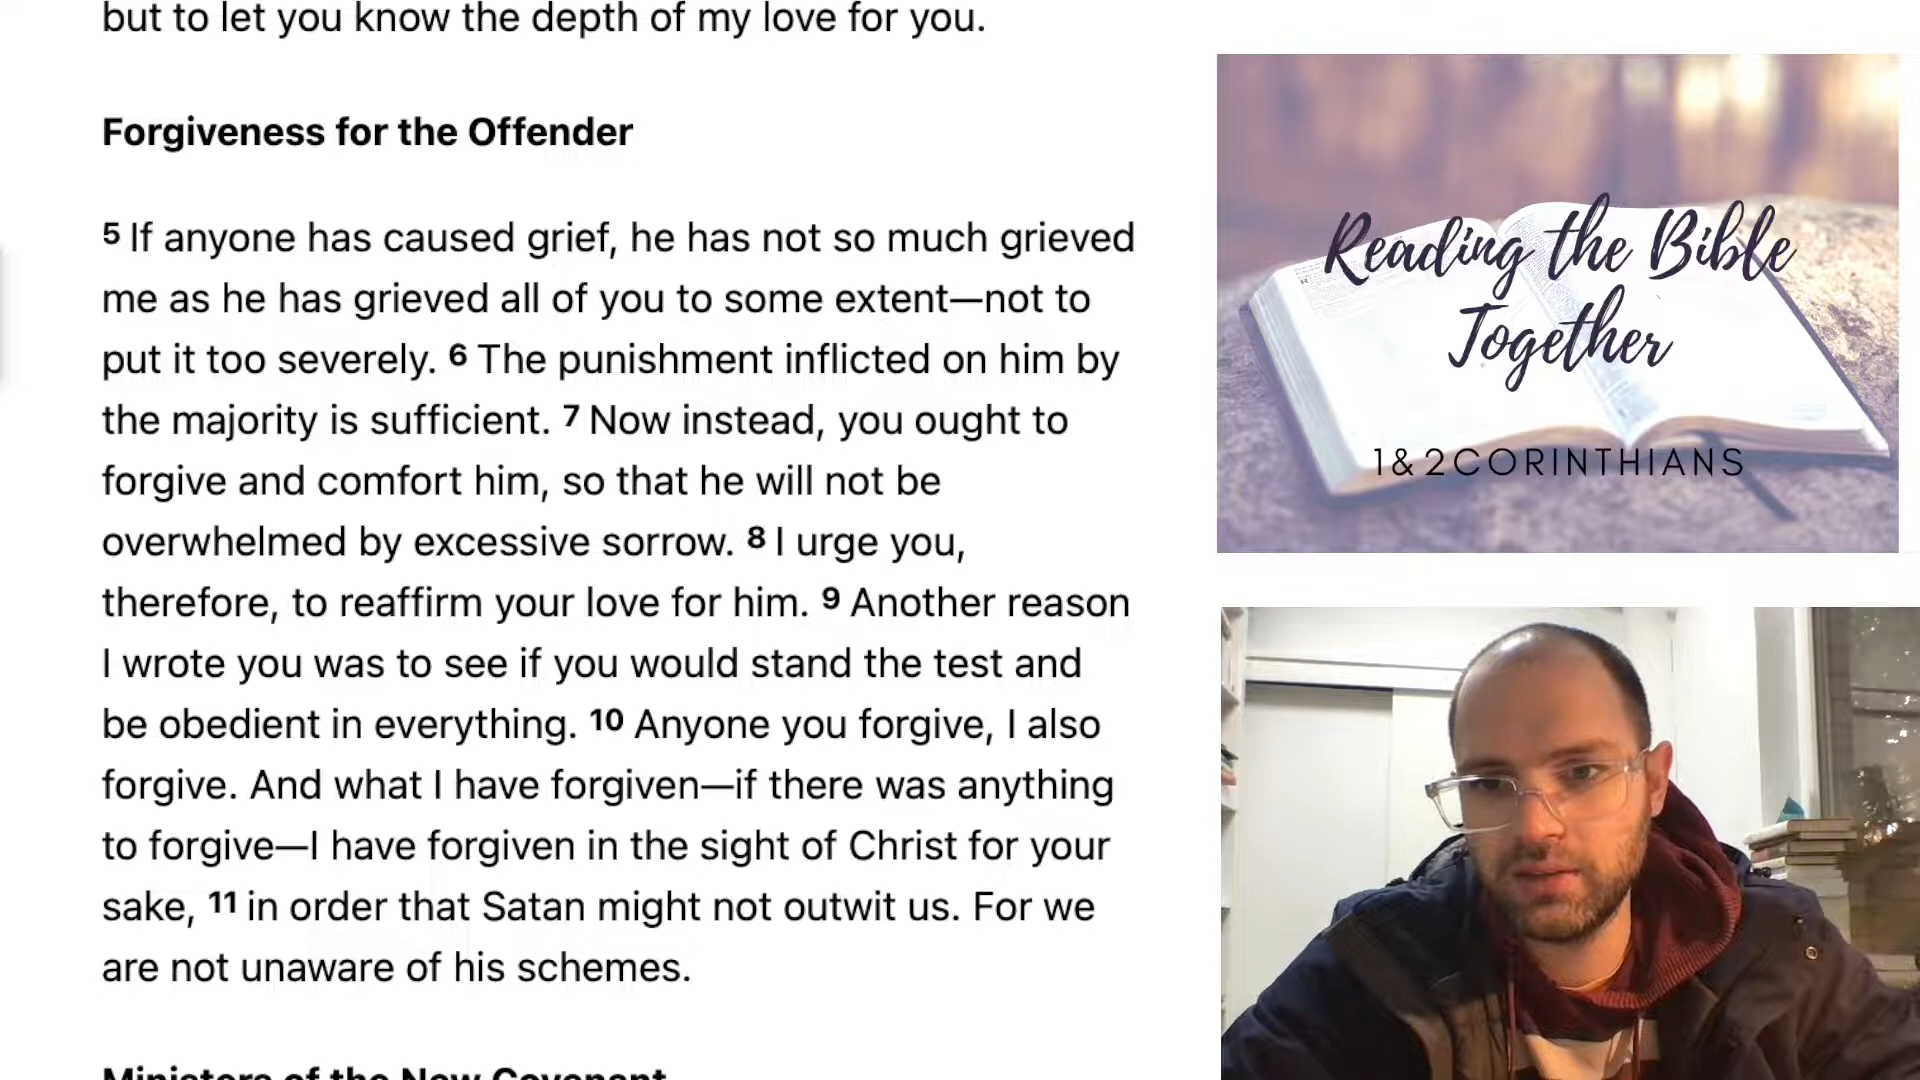 but to let you know the depth of my love for you.
Forgiveness for the Offender
5 If anyone has caused grief, he has not so much grieved
me as he has grieved all of you to some extent—not to
put it too severely. 6 The punishment inflicted on him by
the majority is sufficient. 7 Now instead, you ought to
forgive and comfort him, so that he will not be
overwhelmed by excessive sorrow. 8 I urge you,
therefore, to reaffirm your love for him. 9 Another reason
I wrote you was to see if you would stand the test and
be obedient in everything. 10 Anyone you forgive, I also
forgive. And what I have forgiven—if there was anything
to forgive—I have forgiven in the sight of Christ for your
sake, 11 in order that Satan might not outwit us. For we
are not unaware of his schemes.
Ministers of the New Covenant
Reading the Bible
Together
1 & 2 CORINTHIANS